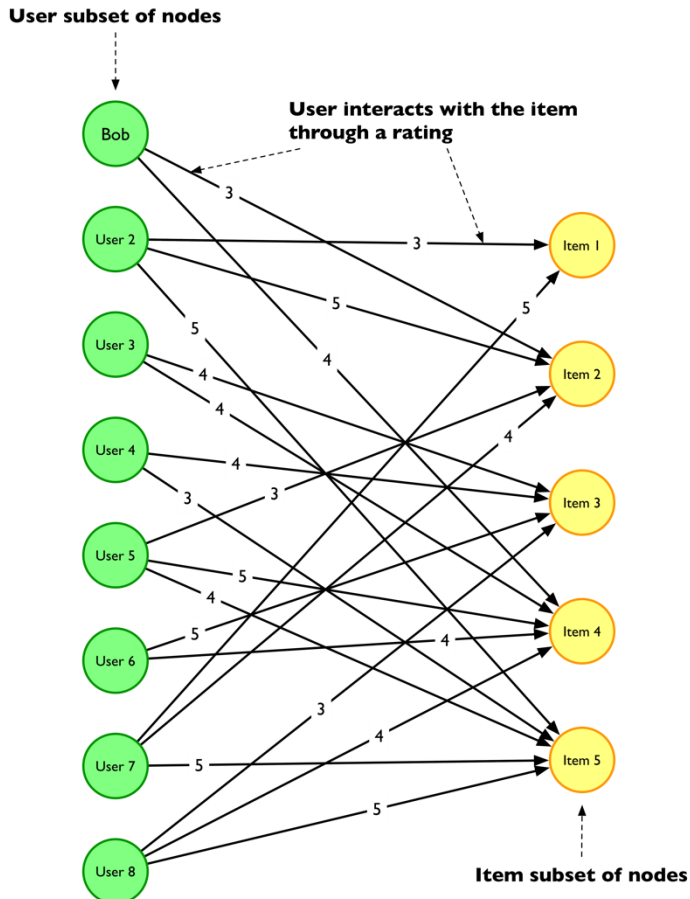 User subset of nodes
User interacts with the item
through a rating
Bob
3
User 2
3
Item 1
5
5
5
User 3
4
4
Item 2
4
4
User 4
4
3
3
Item 3
User 5
5
4
Item 4
5
4
User 6
3
4
User 7
5
Item 5
5
User 8
Item subset of nodes